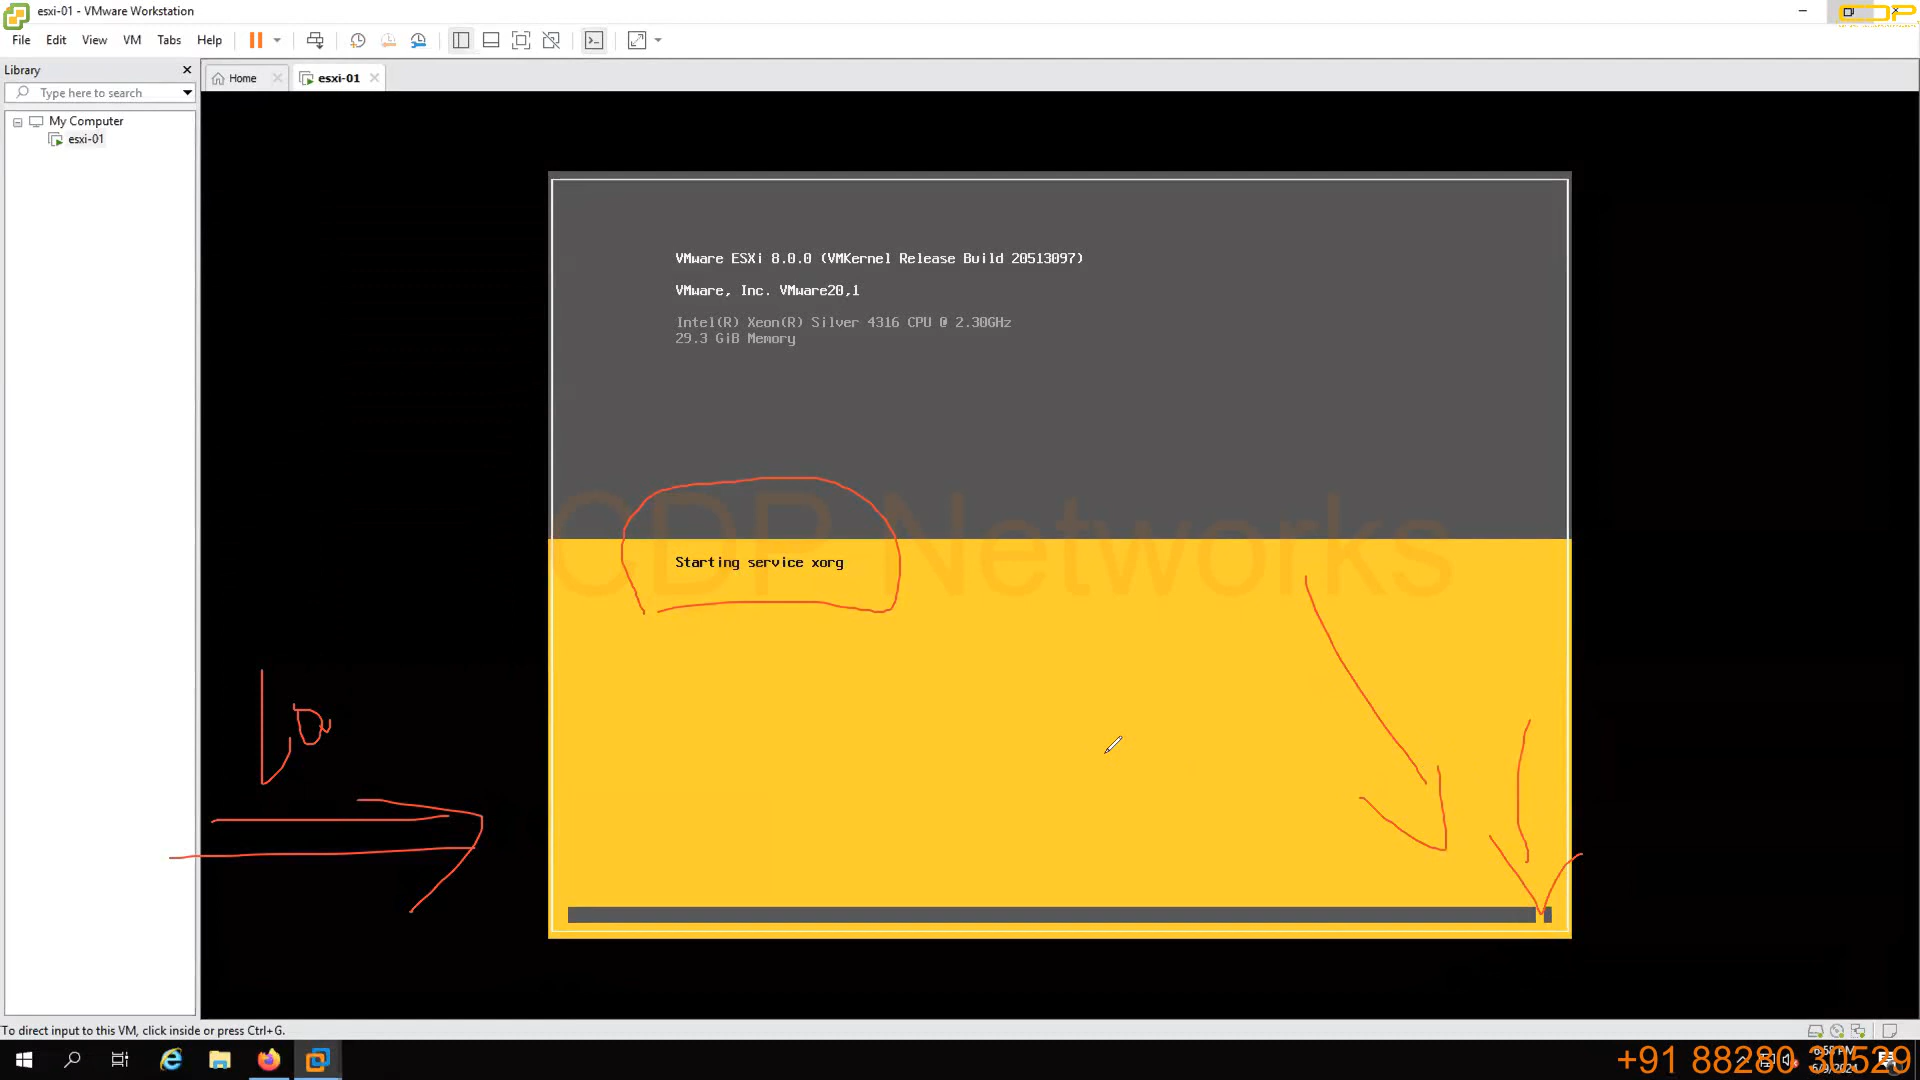 esxi-01 - VMware Workstation
CDP
File Edit View VM Tabs Help
Library
Home
esxi-01
Type here to search
My Computer
esxi-01
VMware ESXi 8.0.0 (VMKernel Release Build 20513097)
VMware, Inc. VMware20,1
Intel(R) Xeon(R) Silver 4316 CPU @ 2.30GHz
29.3 GiB Memory
CDP Networks
Starting service xorg
To direct input to this VM, click inside or press Ctrl+G.
+91 88280 30529